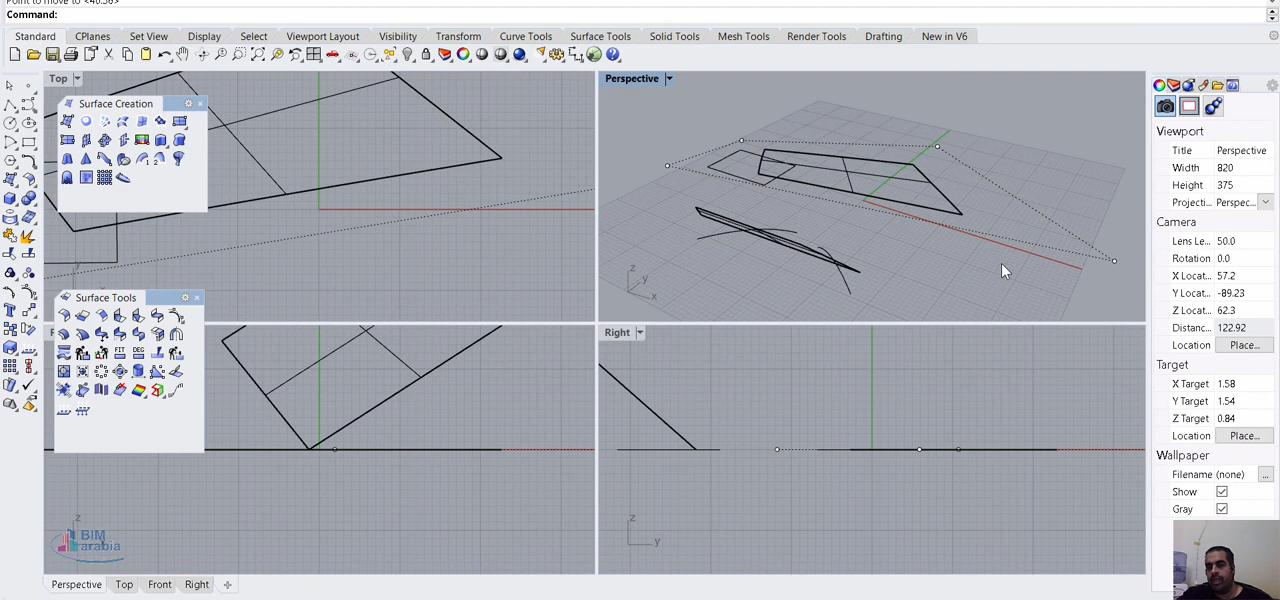 Point to move to <40.56>
Command:
Standard CPlanes Set View Display Select Viewport Layout Visibility Transform Curve Tools Surface Tools Solid Tools Mesh Tools Render Tools Drafting New in V6
Top
Surface Creation
Surface Tools
FIT DEG
Perspective
Right
z
y
x
z
y
z
BIM
arabia
Perspective Top Front Right
Viewport
Title Perspective
Width 820
Height 375
Projecti... Perspec...
Camera
Lens Le... 50.0
Rotation 0.0
X Locat... 57.2
Y Locat... -89.23
Z Locat... 62.3
Distanc... 122.92
Location Place...
Target
X Target 1.58
Y Target 1.54
Z Target 0.84
Location Place...
Wallpaper
Filename (none) ...
Show
Gray